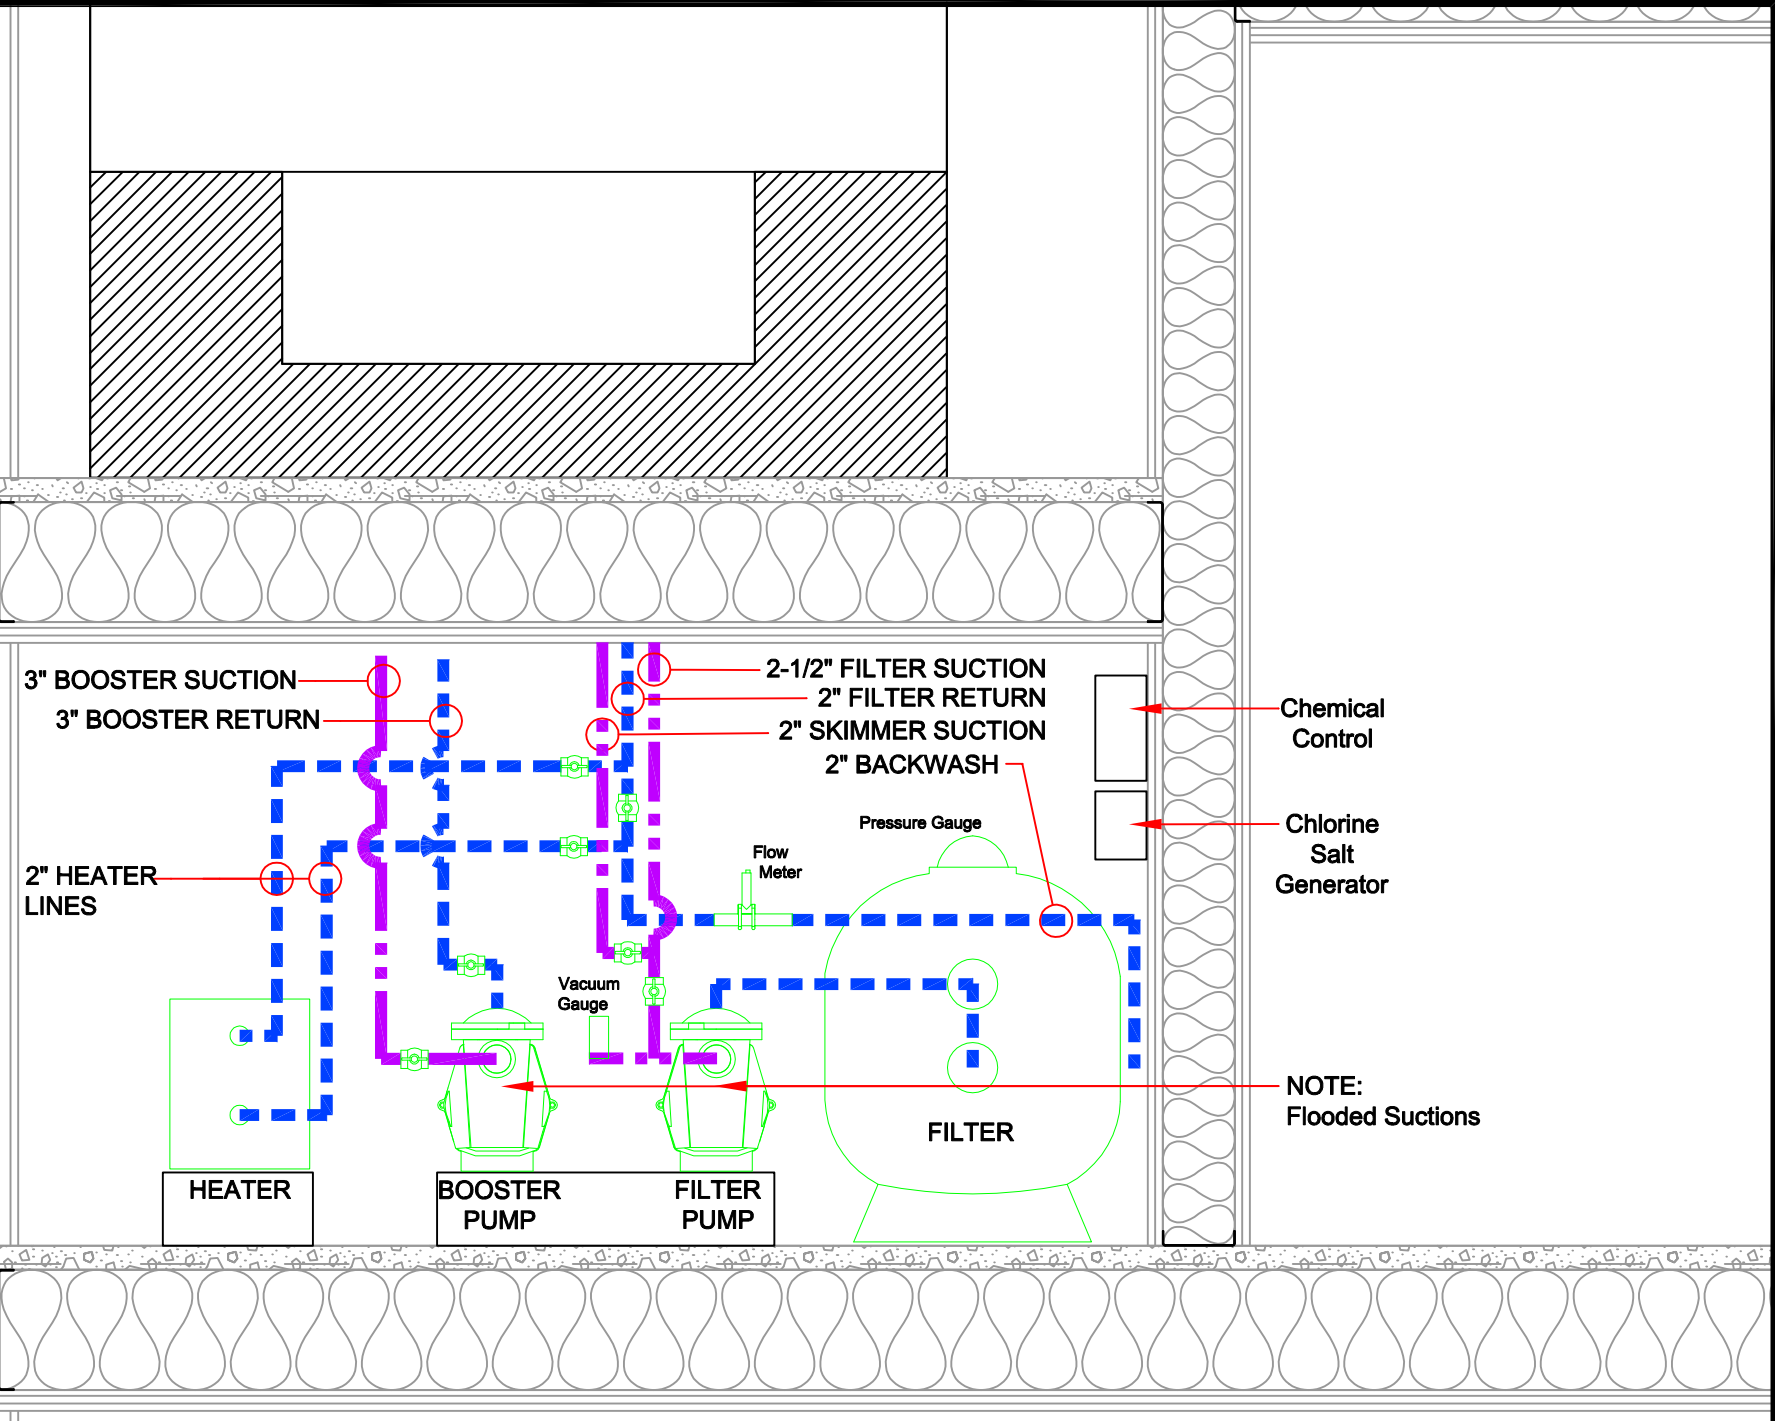 3" BOOSTER SUCTION
3" BOOSTER RETURN
2-1/2" FILTER SUCTION
2" FILTER RETURN
2" SKIMMER SUCTION
2" BACKWASH
Chemical
Control
Pressure Gauge
Chlorine
Salt
Generator
Flow
Meter
2" HEATER
LINES
Vacuum
Gauge
NOTE:
Flooded Suctions
FILTER
HEATER
BOOSTER
PUMP
FILTER
PUMP